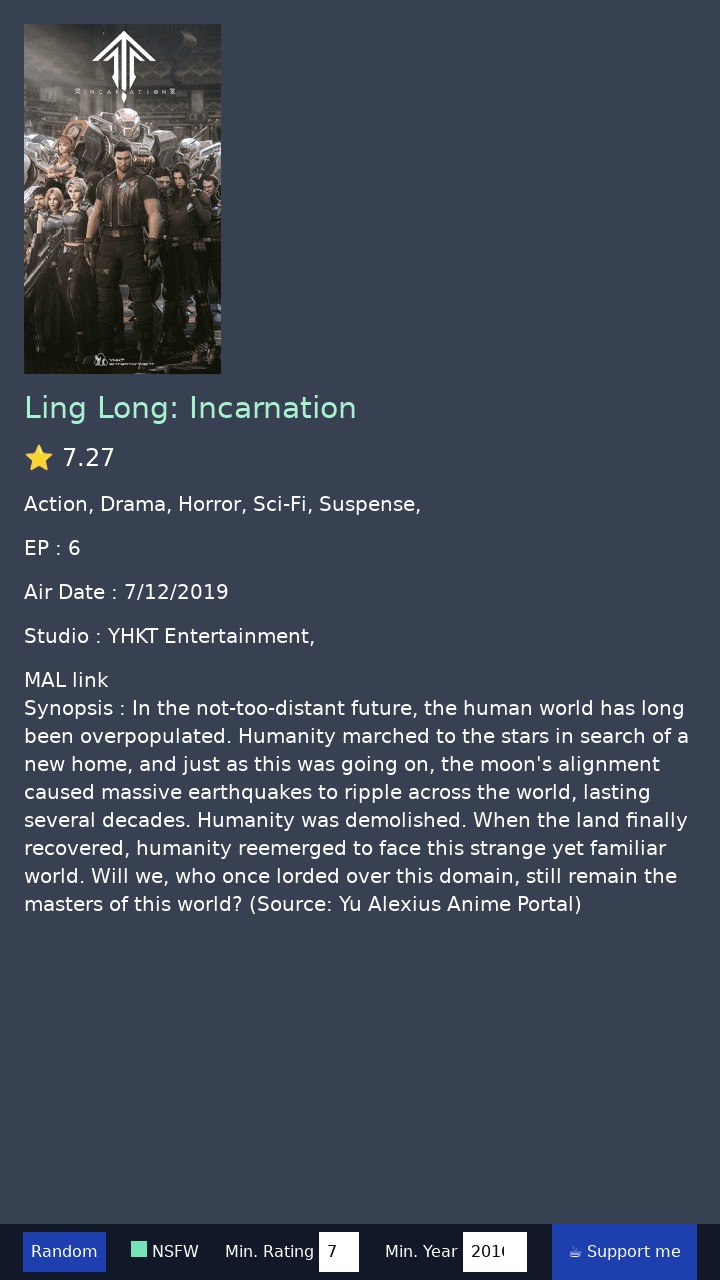 INCARNATION
YHKT
ENTERTAINMENT
Ling Long: Incarnation
7.27
Action, Drama, Horror, Sci-Fi, Suspense,
EP : 6
Air Date : 7/12/2019
Studio : YHKT Entertainment,
MAL link
Synopsis : In the not-too-distant future, the human world has long
been overpopulated. Humanity marched to the stars in search of a
new home, and just as this was going on, the moon's alignment
caused massive earthquakes to ripple across the world, lasting
several decades. Humanity was demolished. When the land finally
recovered, humanity reemerged to face this strange yet familiar
world. Will we, who once lorded over this domain, still remain the
masters of this world? (Source: Yu Alexius Anime Portal)
Random NSFW Min. Rating 7 Min. Year ☕ Support me